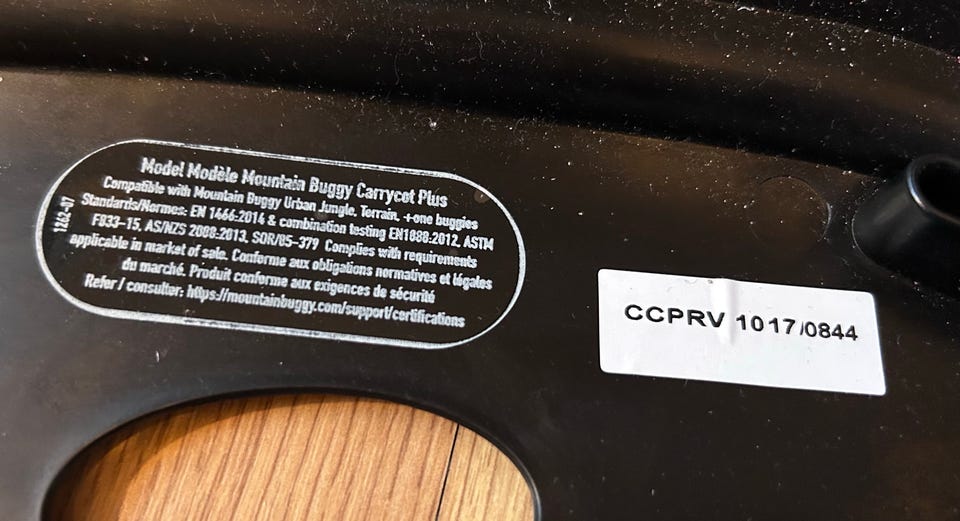 Model Modèle Mountain Buggy Carrycot Plus
Compatible with Mountain Buggy Urban Jungle, Terrain, +one buggies
Standards/Normes: EN 1466:2014 & combination testing EN1888:2012, ASTM
F833-15, AS/NZS 2088:2013, SOR/85-379 Complies with requirements
applicable in market of sale. Conforme aux obligations normatives et légales
du marché. Produit conforme aux exigences de sécurité
Refer / consulter: https://mountainbuggy.com/support/certifications
1262-07
CCPRV 1017/0844